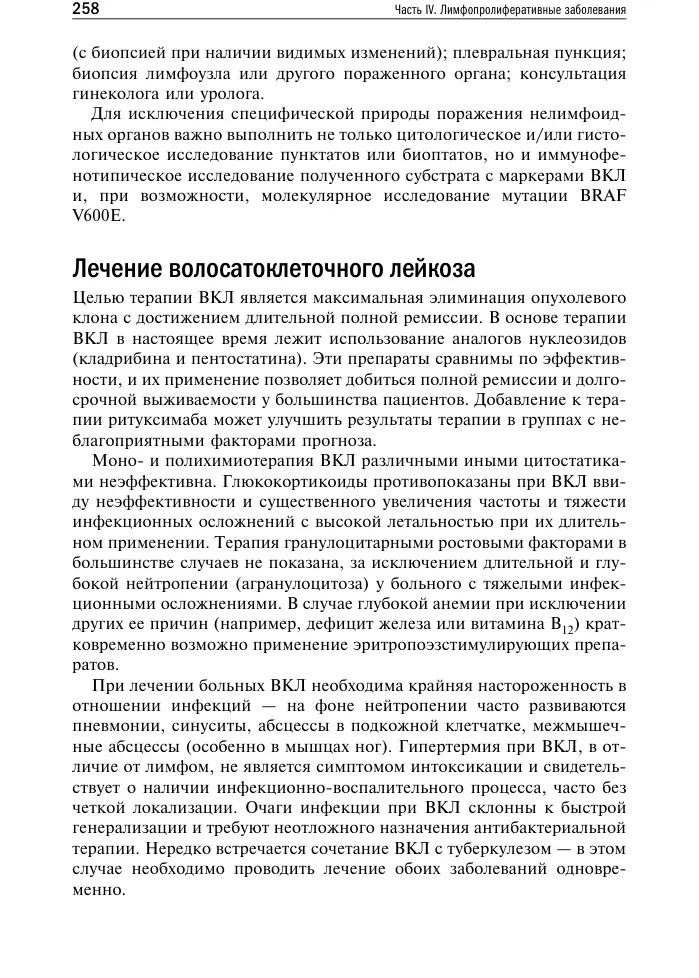 258
Часть IV. Лимфопролиферативные заболевания
(с биопсией при наличии видимых изменений); плевральная пункция;
биопсия лимфоузла или другого пораженного органа; консультация
гинеколога или уролога.
Для исключения специфической природы поражения нелимфоид-
ных органов важно выполнить не только цитологическое и/или гисто-
логическое исследование пунктатов или биоптатов, но и иммунофе-
нотипическое исследование полученного субстрата с маркерами ВКЛ
и, при возможности, молекулярное исследование мутации BRAF
V600E.
Лечение волосатоклеточного лейкоза
Целью терапии ВКЛ является максимальная элиминация опухолевого
клона с достижением длительной полной ремиссии. В основе терапии
ВКЛ в настоящее время лежит использование аналогов нуклеозидов
(кладрибина и пентостатина). Эти препараты сравнимы по эффектив-
ности, и их применение позволяет добиться полной ремиссии и долго-
срочной выживаемости у большинства пациентов. Добавление к тера-
пии ритуксимаба может улучшить результаты терапии в группах с не-
благоприятными факторами прогноза.
Моно- и полихимиотерапия ВКЛ различными иными цитостатика-
ми неэффективна. Глюкокортикоиды противопоказаны при ВКЛ вви-
ду неэффективности и существенного увеличения частоты и тяжести
инфекционных осложнений с высокой летальностью при их длитель-
ном применении. Терапия гранулоцитарными ростовыми факторами в
большинстве случаев не показана, за исключением длительной и глу-
бокой нейтропении (агранулоцитоза) у больного с тяжелыми инфек-
ционными осложнениями. В случае глубокой анемии при исключении
других ее причин (например, дефицит железа или витамина B12) крат-
ковременно возможно применение эритропоэзстимулирующих препа-
ратов.
При лечении больных ВКЛ необходима крайняя настороженность в
отношении инфекций — на фоне нейтропении часто развиваются
пневмонии, синуситы, абсцессы в подкожной клетчатке, межмышеч-
ные абсцессы (особенно в мышцах ног). Гипертермия при ВКЛ, в от-
личие от лимфом, не является симптомом интоксикации и свидетель-
ствует о наличии инфекционно-воспалительного процесса, часто без
четкой локализации. Очаги инфекции при ВКЛ склонны к быстрой
генерализации и требуют неотложного назначения антибактериальной
терапии. Нередко встречается сочетание ВКЛ с туберкулезом — в этом
случае необходимо проводить лечение обоих заболеваний одновре-
менно.